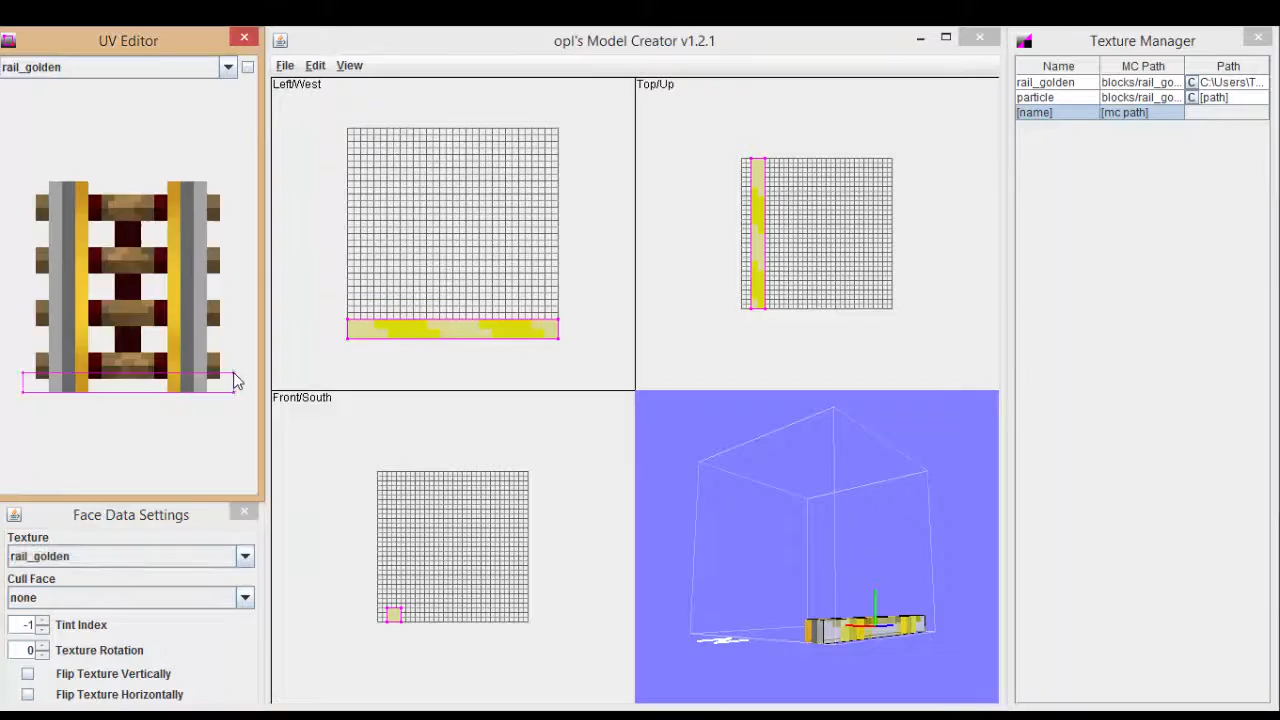 UV Editor
rail_golden
opl's Model Creator v1.2.1
File Edit View
Left/West
Top/Up
Front/South
Texture Manager
Name MC Path Path
rail_golden blocks/rail_go... C C:\Users\T...
particle blocks/rail_go... C [path]
[name] [mc path]
Face Data Settings
Texture
rail_golden
Cull Face
none
-1 Tint Index
0 Texture Rotation
Flip Texture Vertically
Flip Texture Horizontally